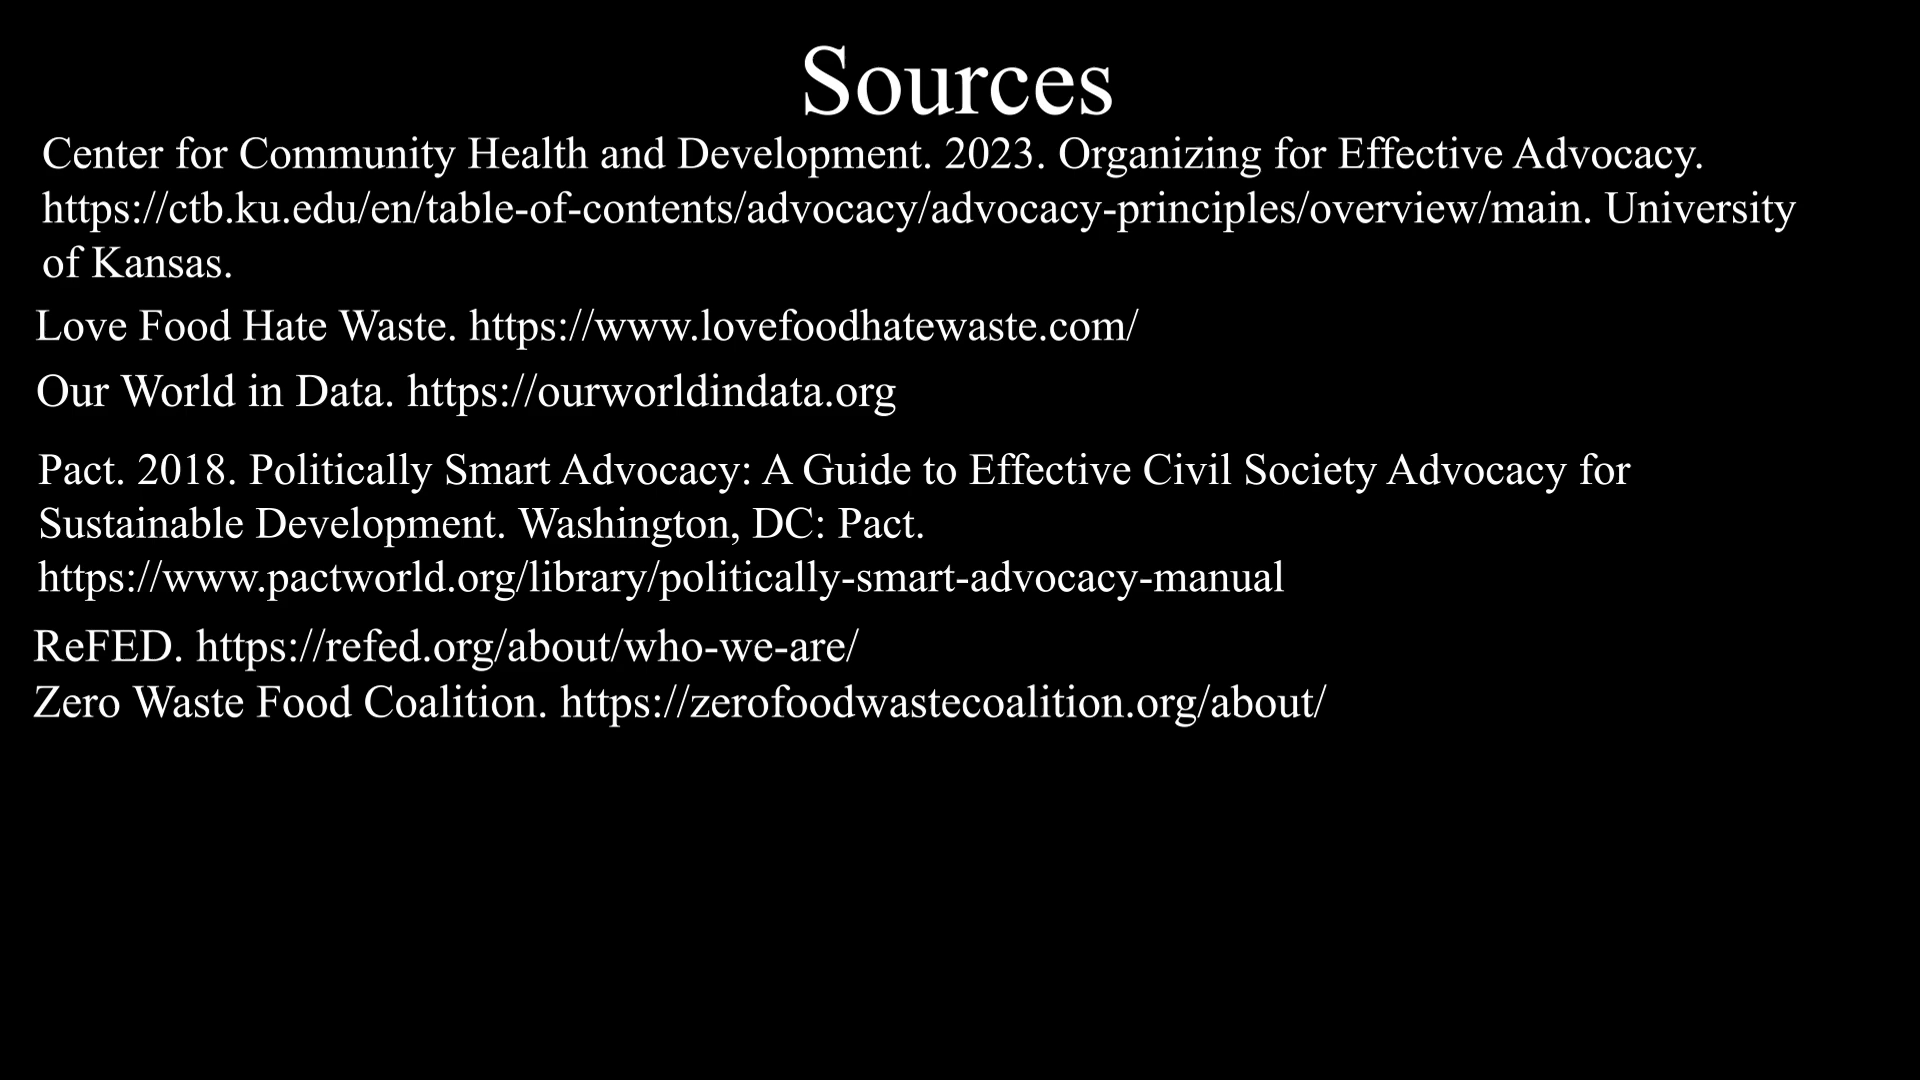 Sources
Center for Community Health and Development. 2023. Organizing for Effective Advocacy.
https://ctb.ku.edu/en/table-of-contents/advocacy/advocacy-principles/overview/main. University
of Kansas.
Love Food Hate Waste. https://www.lovefoodhatewaste.com/
Our World in Data. https://ourworldindata.org
Pact. 2018. Politically Smart Advocacy: A Guide to Effective Civil Society Advocacy for
Sustainable Development. Washington, DC: Pact.
https://www.pactworld.org/library/politically-smart-advocacy-manual
ReFED. https://refed.org/about/who-we-are/
Zero Waste Food Coalition. https://zerofoodwastecoalition.org/about/